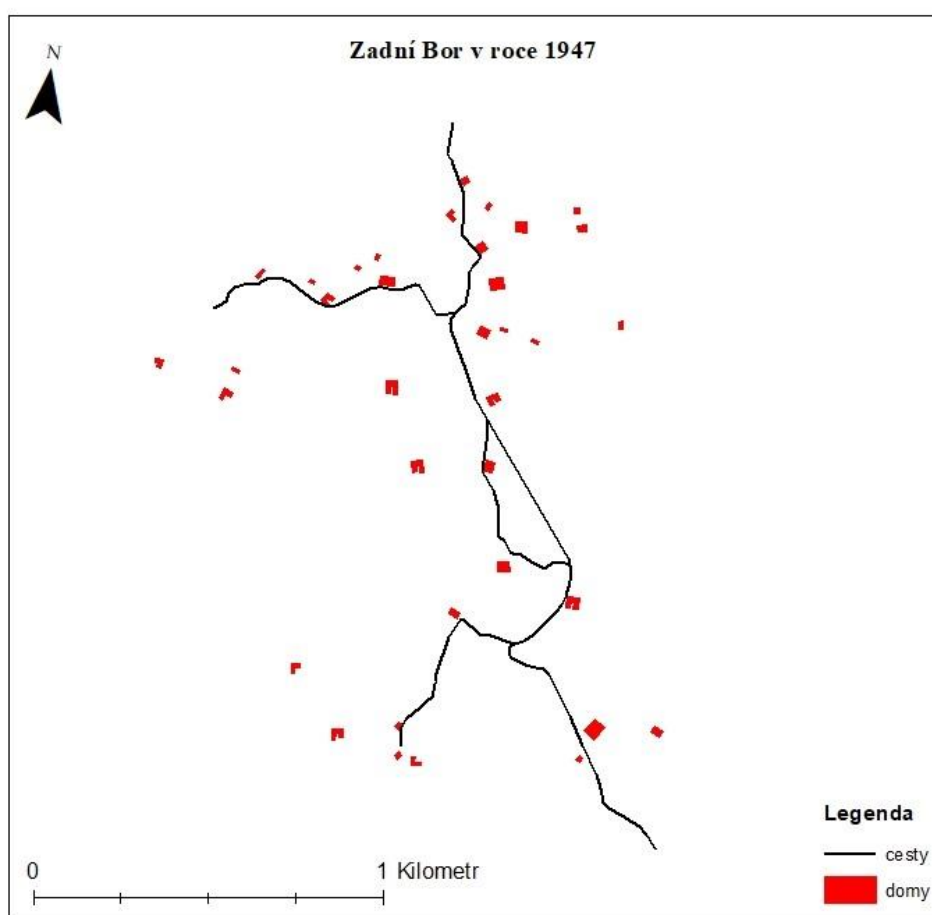 Zadní Bor v roce 1947
N
Legenda
cesty
domy
0 1 Kilometr